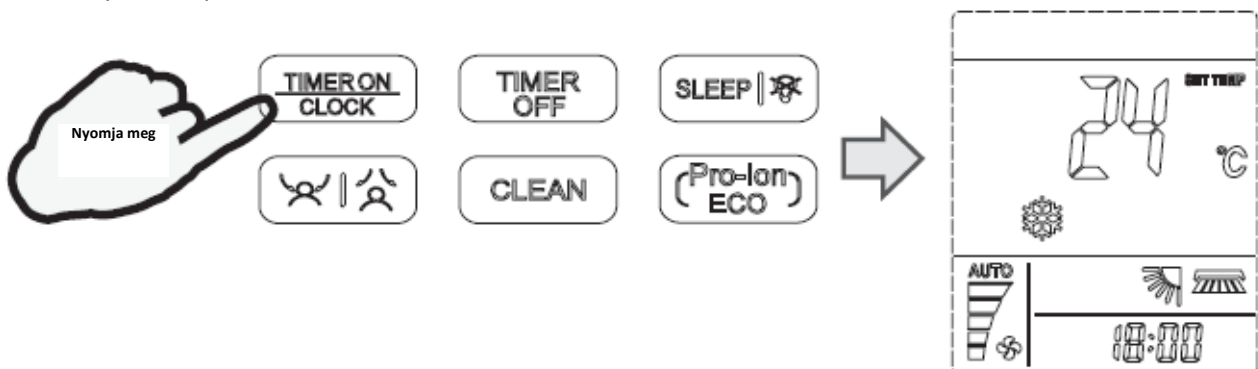 Nyomja meg
TIMER ON
CLOCK
TIMER
OFF
SLEEP
CLEAN
Pro-Ion
ECO
24
SET TEMP
°C
AUTO
18:00